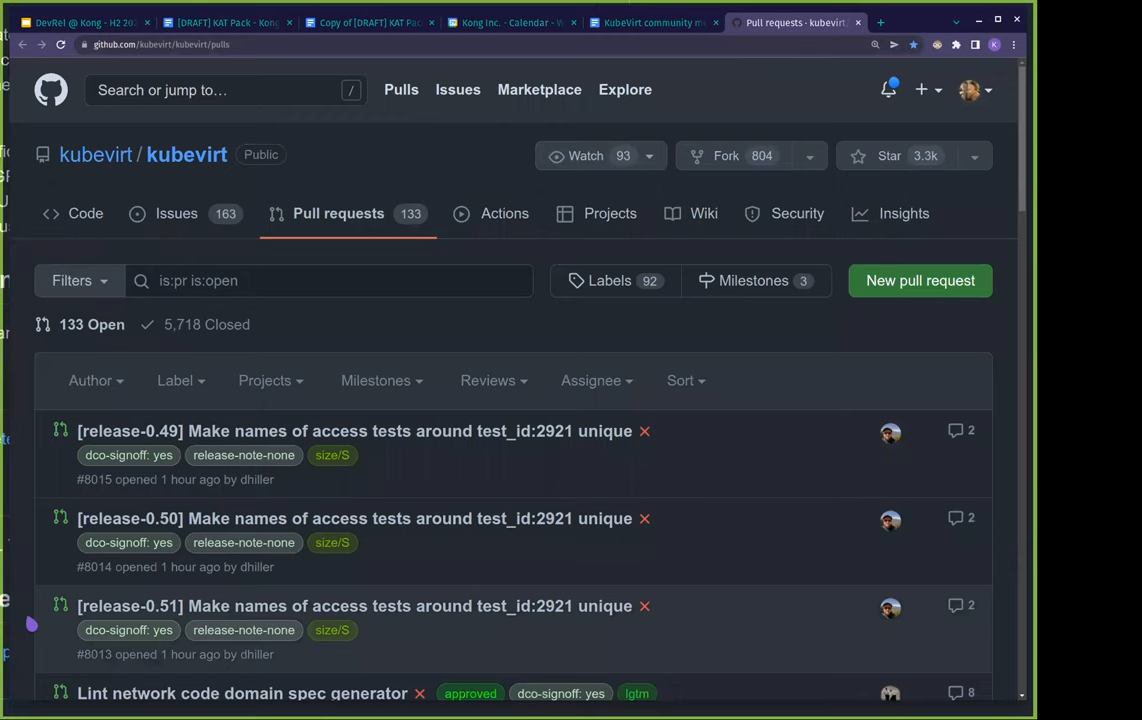 DevRel @ Kong - H2 202 × [DRAFT] KAT Pack - Kong × Copy of [DRAFT] KAT Pac × Kong Inc. - Calendar - W × KubeVirt community m × Pull requests · kubevirt/ × +
github.com/kubevirt/kubevirt/pulls K
Search or jump to… / Pulls Issues Marketplace Explore
kubevirt / kubevirt Public Watch 93 Fork 804 Star 3.3k
Code Issues 163 Pull requests 133 Actions Projects Wiki Security Insights
Filters is:pr is:open Labels 92 Milestones 3 New pull request
133 Open 5,718 Closed
Author Label Projects Milestones Reviews Assignee Sort
[release-0.49] Make names of access tests around test_id:2921 unique 2
dco-signoff: yes release-note-none size/S
#8015 opened 1 hour ago by dhiller
[release-0.50] Make names of access tests around test_id:2921 unique 2
dco-signoff: yes release-note-none size/S
#8014 opened 1 hour ago by dhiller
[release-0.51] Make names of access tests around test_id:2921 unique 2
dco-signoff: yes release-note-none size/S
#8013 opened 1 hour ago by dhiller
Lint network code domain spec generator approved dco-signoff: yes lgtm 8